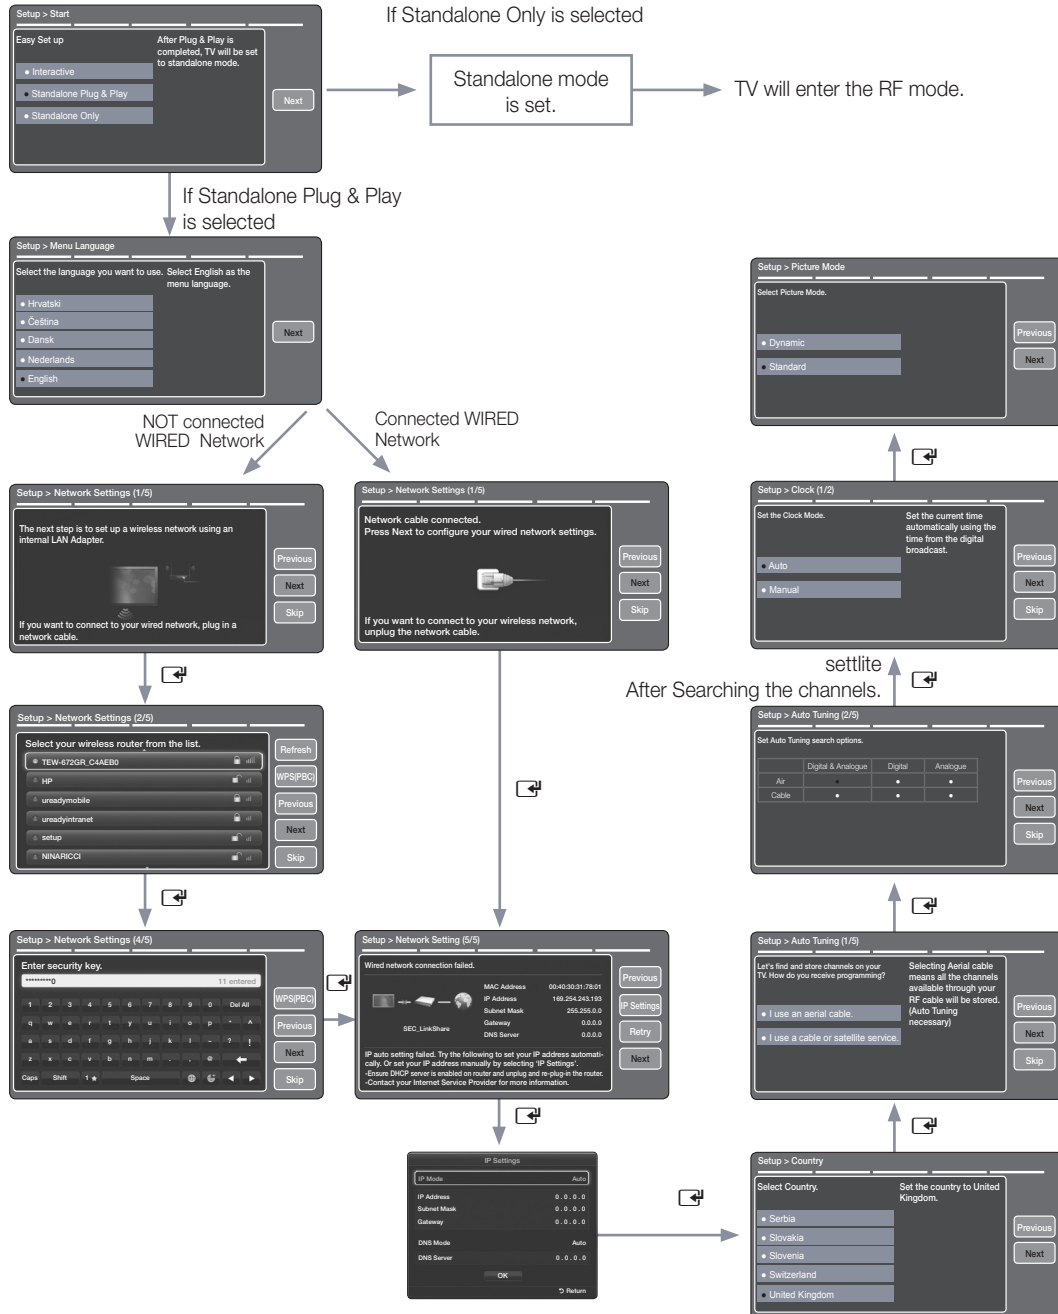 If Standalone Only is selected
Setup > Start
Easy Set up
After Plug & Play is
completed, TV will be set
to standalone mode.
● Interactive
● Standalone Plug & Play
● Standalone Only
Next
Standalone mode
is set.
TV will enter the RF mode.
If Standalone Plug & Play
is selected
Setup > Menu Language
Select the language you want to use.
Select English as the
menu language.
● Hrvatski
● Čeština
● Dansk
● Nederlands
● English
Next
NOT connected
WIRED Network
Connected WIRED
Network
Setup > Network Settings (1/5)
The next step is to set up a wireless network using an
internal LAN Adapter.
If you want to connect to your wired network, plug in a
network cable.
Previous
Next
Skip
Setup > Network Settings (1/5)
Network cable connected.
Press Next to configure your wired network settings.
If you want to connect to your wireless network,
unplug the network cable.
Previous
Next
Skip
Setup > Network Settings (2/5)
Select your wireless router from the list.
TEW-672GR_C4AEB0
HP
ureadymobile
ureadyintranet
setup
NINARICCI
Refresh
WPS(PBC)
Previous
Next
Skip
Setup > Network Settings (4/5)
Enter security key.
*********0
11 entered
1 2 3 4 5 6 7 8 9 0 Del All
q w e r t y u i o p * ^
a s d f g h j k l - ? !
z x c v b n m . , @
Caps Shift 1 Space
WPS(PBC)
Previous
Next
Skip
Setup > Network Setting (5/5)
Wired network connection failed.
MAC Address 00:40:30:31:78:01
IP Address 169.254.243.193
Subnet Mask 255.255.0.0
Gateway 0.0.0.0
DNS Server 0.0.0.0
SEC_LinkShare
IP auto setting failed. Try the following to set your IP address automati-
cally. Or set your IP address manually by selecting 'IP Settings'.
-Ensure DHCP server is enabled on router and unplug and re-plug-in the router.
-Contact your Internet Service Provider for more information.
Previous
IP Settings
Retry
Next
IP Settings
IP Mode Auto
IP Address 0 . 0 . 0 . 0
Subnet Mask 0 . 0 . 0 . 0
Gateway 0 . 0 . 0 . 0
DNS Mode Auto
DNS Server 0 . 0 . 0 . 0
OK
Return
Setup > Country
Select Country.
Set the country to United
Kingdom.
● Serbia
● Slovakia
● Slovenia
● Switzerland
● United Kingdom
Previous
Next
Setup > Auto Tuning (1/5)
Let's find and store channels on your
TV. How do you receive programming?
Selecting Aerial cable
means all the channels
available through your
RF cable will be stored.
(Auto Tuning
necessary)
● I use an aerial cable.
● I use a cable or satellite service.
Previous
Next
Skip
Setup > Auto Tuning (2/5)
Set Auto Tuning search options.
Digital & Analogue Digital Analogue
Air ● ● ●
Cable ● ● ●
Previous
Next
Skip
settlite
After Searching the channels.
Setup > Clock (1/2)
Set the Clock Mode.
Set the current time
automatically using the
time from the digital
broadcast.
● Auto
● Manual
Previous
Next
Skip
Setup > Picture Mode
Select Picture Mode.
● Dynamic
● Standard
Previous
Next